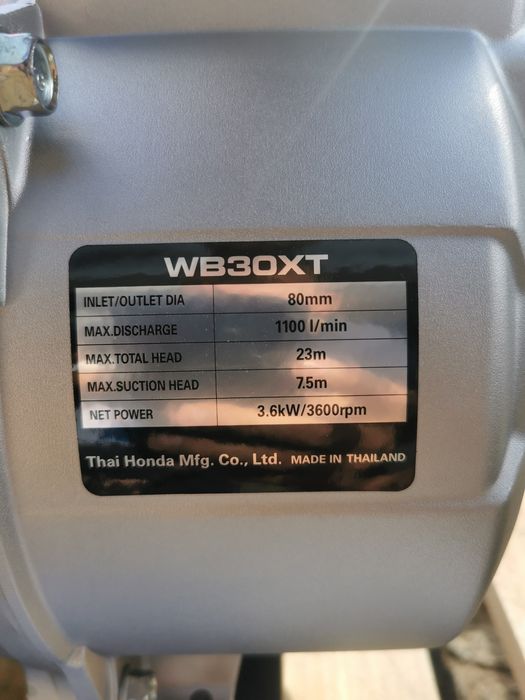 WB30XT
INLET/OUTLET DIA 80mm
MAX.DISCHARGE 1100 l/min
MAX.TOTAL HEAD 23m
MAX.SUCTION HEAD 7.5m
NET POWER 3.6kW/3600rpm
Thai Honda Mfg. Co., Ltd. MADE IN THAILAND